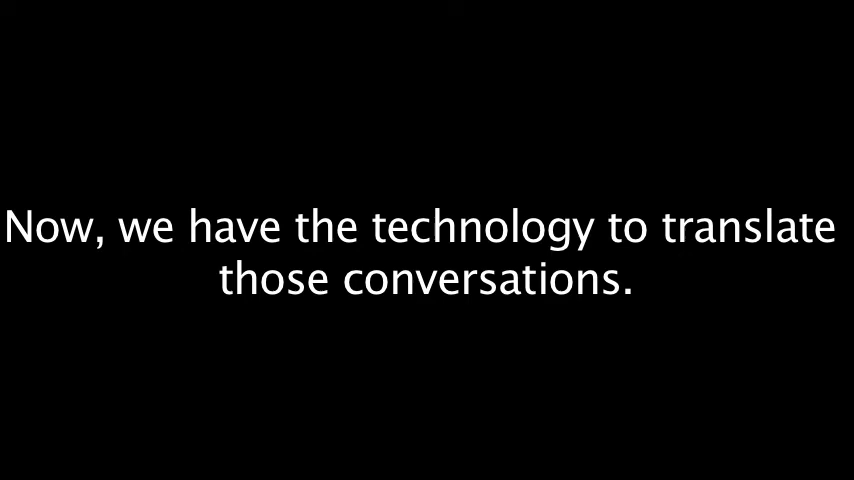 Now, we have the technology to translate
those conversations.